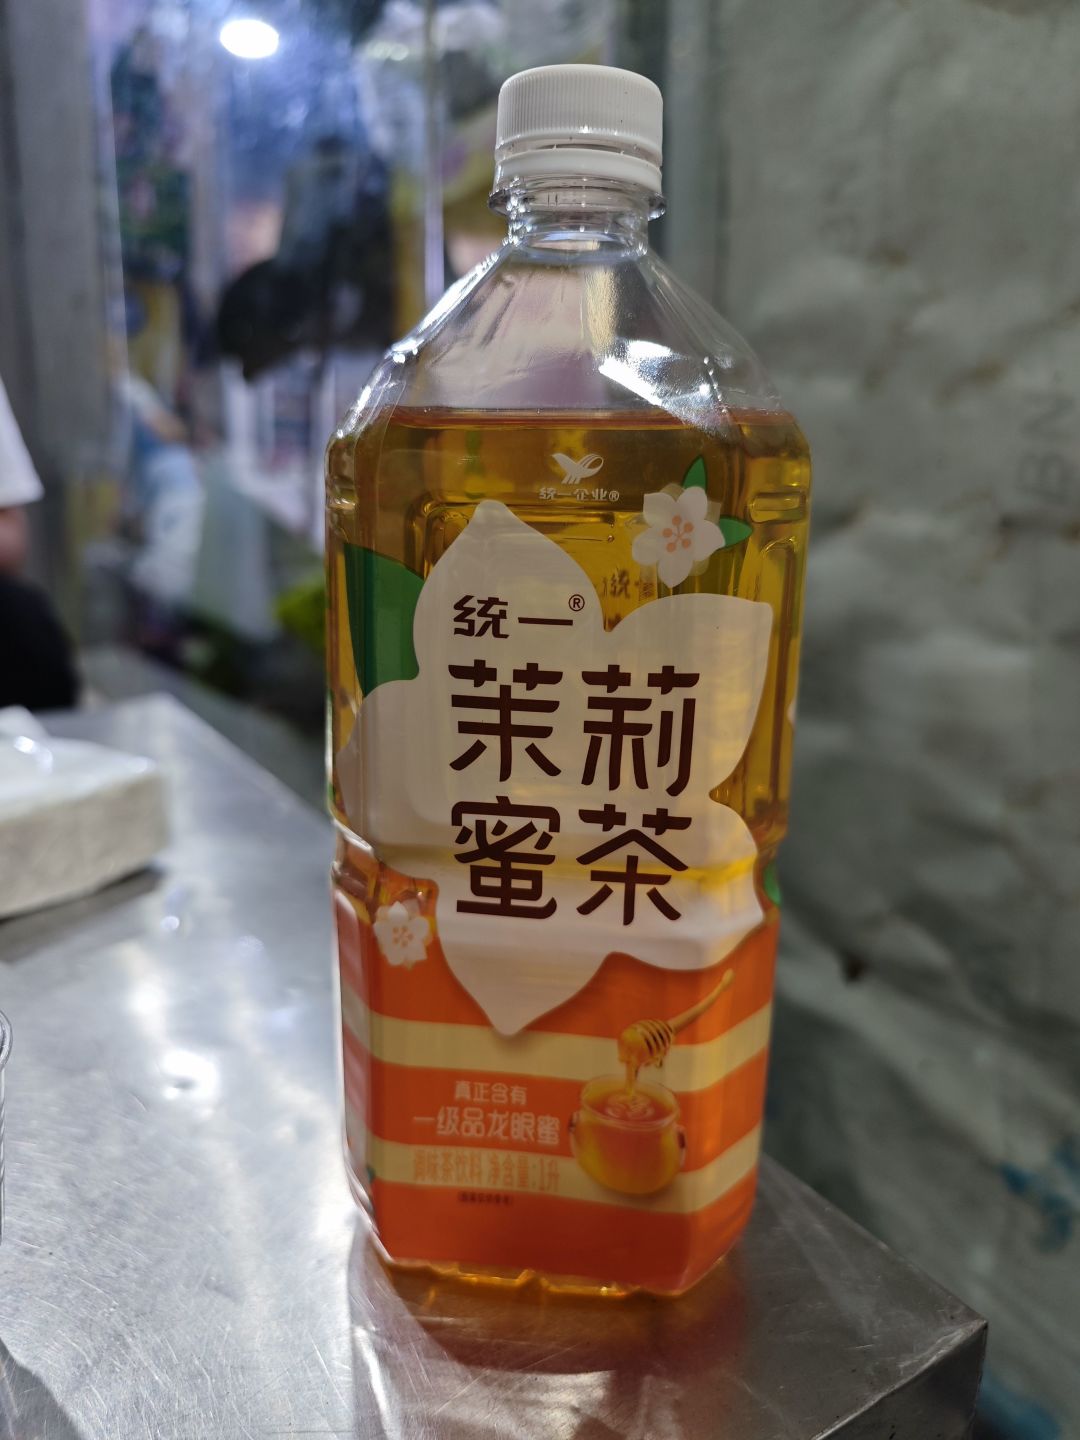 统一企业®
统一®
茉莉
蜜茶
真正含有
一级品龙眼蜜
调味茶饮料 净含量:1升